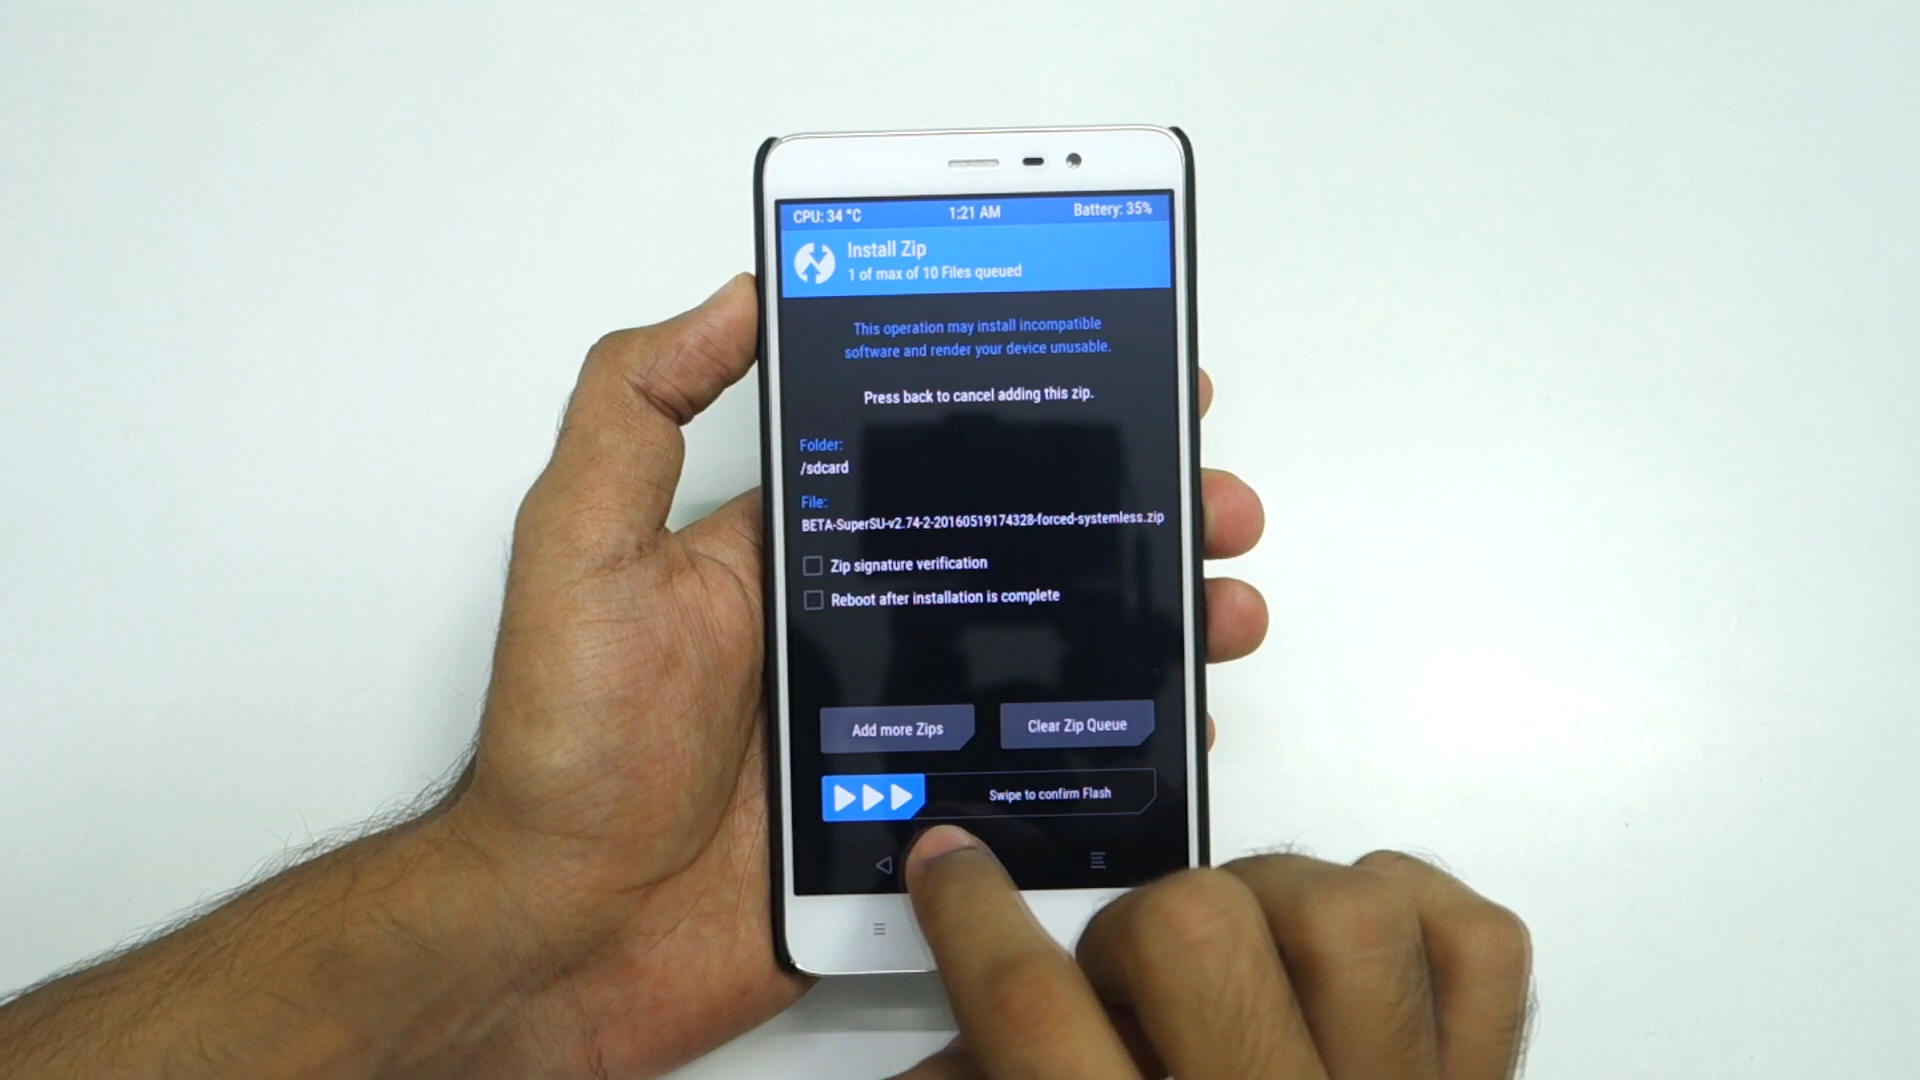 CPU: 34 °C 1:21 AM Battery: 35%
Install Zip
1 of max of 10 Files queued
This operation may install incompatible
software and render your device unusable.
Press back to cancel adding this zip.
Folder:
/sdcard
File:
BETA-SuperSU-v2.74-2-20160519174328-forced-systemless.zip
Zip signature verification
Reboot after installation is complete
Add more Zips Clear Zip Queue
Swipe to confirm Flash